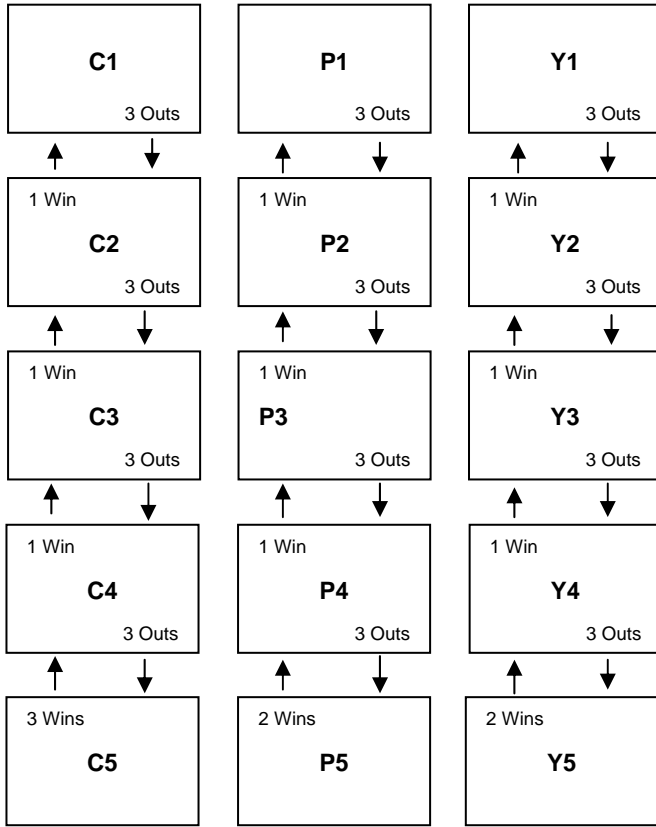 C1
3 Outs
P1
3 Outs
Y1
3 Outs
1 Win
C2
3 Outs
1 Win
P2
3 Outs
1 Win
Y2
3 Outs
1 Win
C3
3 Outs
1 Win
P3
3 Outs
1 Win
Y3
3 Outs
1 Win
C4
3 Outs
1 Win
P4
3 Outs
1 Win
Y4
3 Outs
3 Wins
C5
2 Wins
P5
2 Wins
Y5